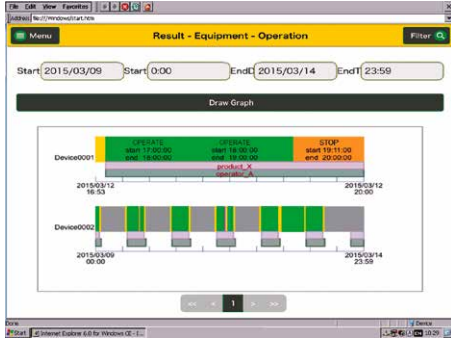 File Edit View Favorites
Address file://Windows\start.htm
Menu
Result - Equipment - Operation
Filter
Start 2015/03/09 Start 0:00 EndD 2015/03/14 EndT 23:59
Draw Graph
OPERATE OPERATE STOP
start 17:00:00 start 18:00:00 start 19:11:00
end 18:00:00 end 19:00:00 end 20:00:00
Device0001
product_X
operator_A
2015/03/12 2015/03/12
16:53 20:00
Device0002
2015/03/09 2015/03/14
00:00 23:59
<< < 1 > >>
Done
Device
Start Internet Explorer 6.0 for Windows CE - I...
10:29